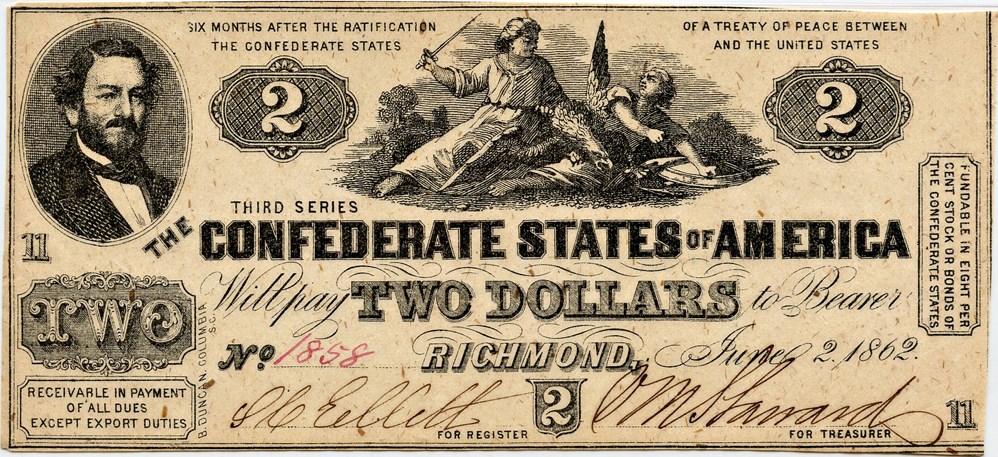 SIX MONTHS AFTER THE RATIFICATION OF A TREATY OF PEACE BETWEEN
THE CONFEDERATE STATES AND THE UNITED STATES
2 2
THIRD SERIES
11
THE CONFEDERATE STATES OF AMERICA
Will pay TWO DOLLARS to Bearer
TWO
No 1858 RICHMOND, June 2. 1862.
RECEIVABLE IN PAYMENT
OF ALL DUES
EXCEPT EXPORT DUTIES
B. DUNCAN. COLUMBIA
S.C.
2
FOR REGISTER
FOR TREASURER
11
FUNDABLE IN EIGHT PER
CENT STOCK OR BONDS OF
THE CONFEDERATE STATES